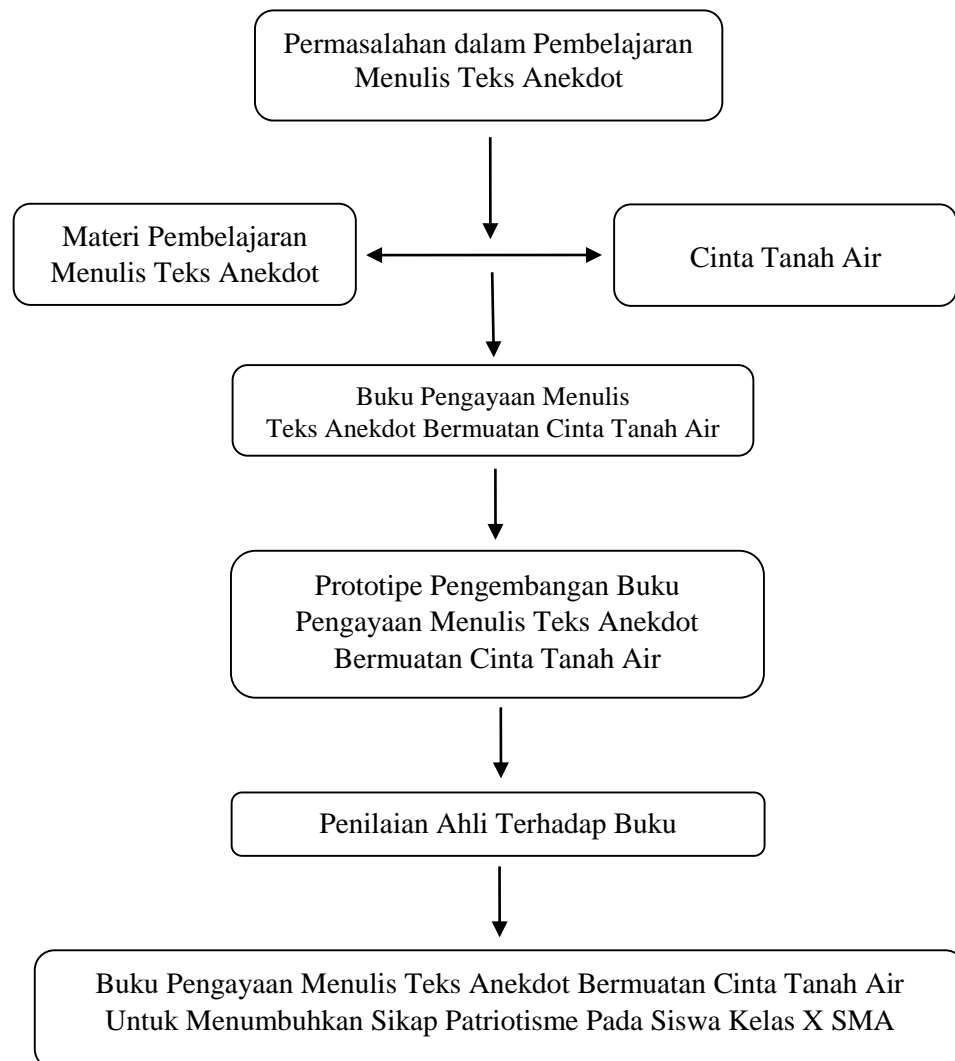 Permasalahan dalam Pembelajaran
Menulis Teks Anekdot
Materi Pembelajaran
Menulis Teks Anekdot
Cinta Tanah Air
Buku Pengayaan Menulis
Teks Anekdot Bermuatan Cinta Tanah Air
Prototipe Pengembangan Buku
Pengayaan Menulis Teks Anekdot
Bermuatan Cinta Tanah Air
Penilaian Ahli Terhadap Buku
Buku Pengayaan Menulis Teks Anekdot Bermuatan Cinta Tanah Air
Untuk Menumbuhkan Sikap Patriotisme Pada Siswa Kelas X SMA